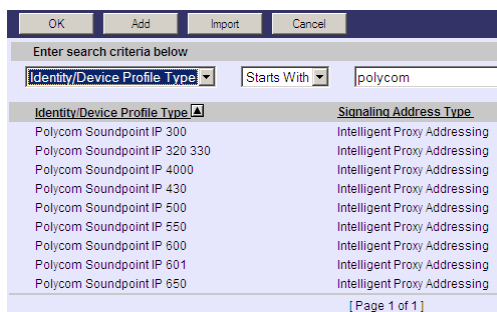 OK Add Import Cancel
Enter search criteria below
Identity/Device Profile Type Starts With polycom
Identity/Device Profile Type Signaling Address Type
Polycom Soundpoint IP 300 Intelligent Proxy Addressing
Polycom Soundpoint IP 320 330 Intelligent Proxy Addressing
Polycom Soundpoint IP 4000 Intelligent Proxy Addressing
Polycom Soundpoint IP 430 Intelligent Proxy Addressing
Polycom Soundpoint IP 500 Intelligent Proxy Addressing
Polycom Soundpoint IP 550 Intelligent Proxy Addressing
Polycom Soundpoint IP 600 Intelligent Proxy Addressing
Polycom Soundpoint IP 601 Intelligent Proxy Addressing
Polycom Soundpoint IP 650 Intelligent Proxy Addressing
[ Page 1 of 1 ]